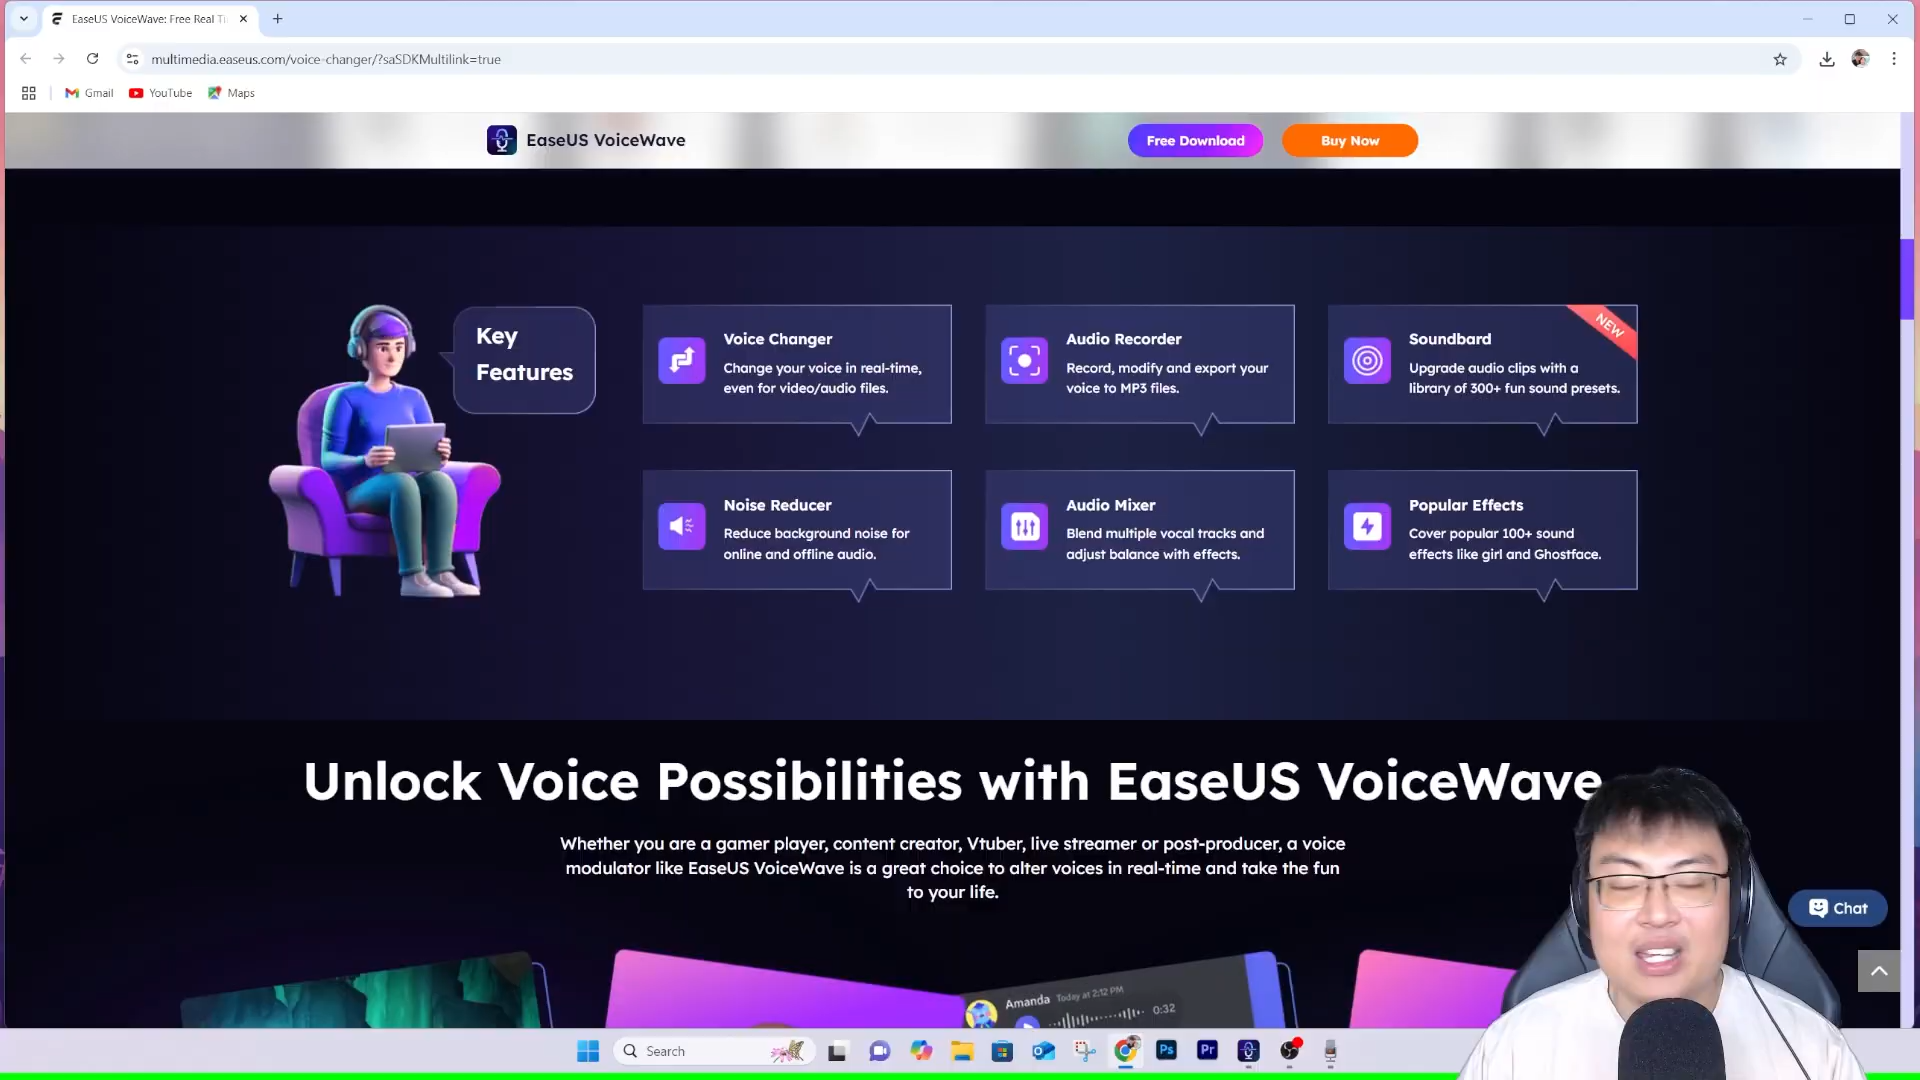 EaseUS VoiceWave: Free Real Ti
multimedia.easeus.com/voice-changer/?saSDKMultilink=true
Gmail
YouTube
Maps
EaseUS VoiceWave
Free Download
Buy Now
Key
Features
Voice Changer
Change your voice in real-time,
even for video/audio files.
Audio Recorder
Record, modify and export your
voice to MP3 files.
NEW
Soundbard
Upgrade audio clips with a
library of 300+ fun sound presets.
Noise Reducer
Reduce background noise for
online and offline audio.
Audio Mixer
Blend multiple vocal tracks and
adjust balance with effects.
Popular Effects
Cover popular 100+ sound
effects like girl and Ghostface.
Unlock Voice Possibilities with EaseUS VoiceWave
Whether you are a gamer player, content creator, Vtuber, live streamer or post-producer, a voice
modulator like EaseUS VoiceWave is a great choice to alter voices in real-time and take the fun
to your life.
Chat
Amanda Today at 2:12 PM
0:32
Search
Ps
Pr